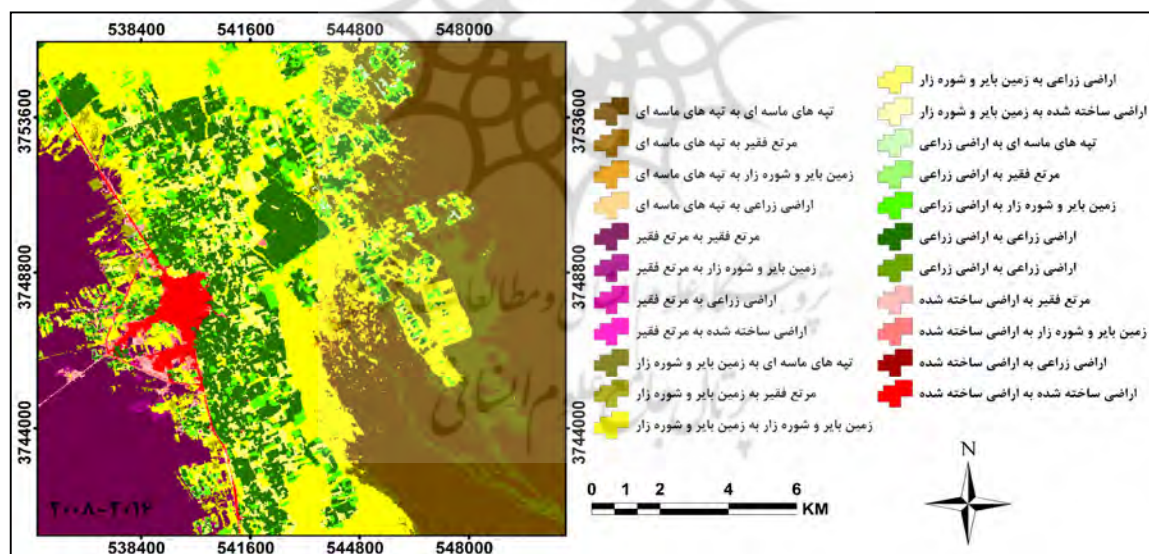 538400 541600 544800 548000
3753600
3748800
3744000
۲۰۰۸-۲۰۱۶
538400 541600 544800 548000
3753600
3748800
3744000
تپه های ماسه ای به تپه های ماسه ای
مرتع فقیر به تپه های ماسه ای
زمین بایر و شوره زار به تپه های ماسه ای
اراضی زراعی به تپه های ماسه ای
مرتع فقیر به مرتع فقیر
زمین بایر و شوره زار به مرتع فقیر
اراضی زراعی به مرتع فقیر
اراضی ساخته شده به مرتع فقیر
تپه های ماسه ای به زمین بایر و شوره زار
مرتع فقیر به زمین بایر و شوره زار
زمین بایر و شوره زار به زمین بایر و شوره زار
اراضی زراعی به زمین بایر و شوره زار
اراضی ساخته شده به زمین بایر و شوره زار
تپه های ماسه ای به اراضی زراعی
مرتع فقیر به اراضی زراعی
زمین بایر و شوره زار به اراضی زراعی
اراضی زراعی به اراضی زراعی
اراضی زراعی به اراضی زراعی
مرتع فقیر به اراضی ساخته شده
زمین بایر و شوره زار به اراضی ساخته شده
اراضی زراعی به اراضی ساخته شده
اراضی ساخته شده به اراضی ساخته شده
0 1 2 4 6
KM
N